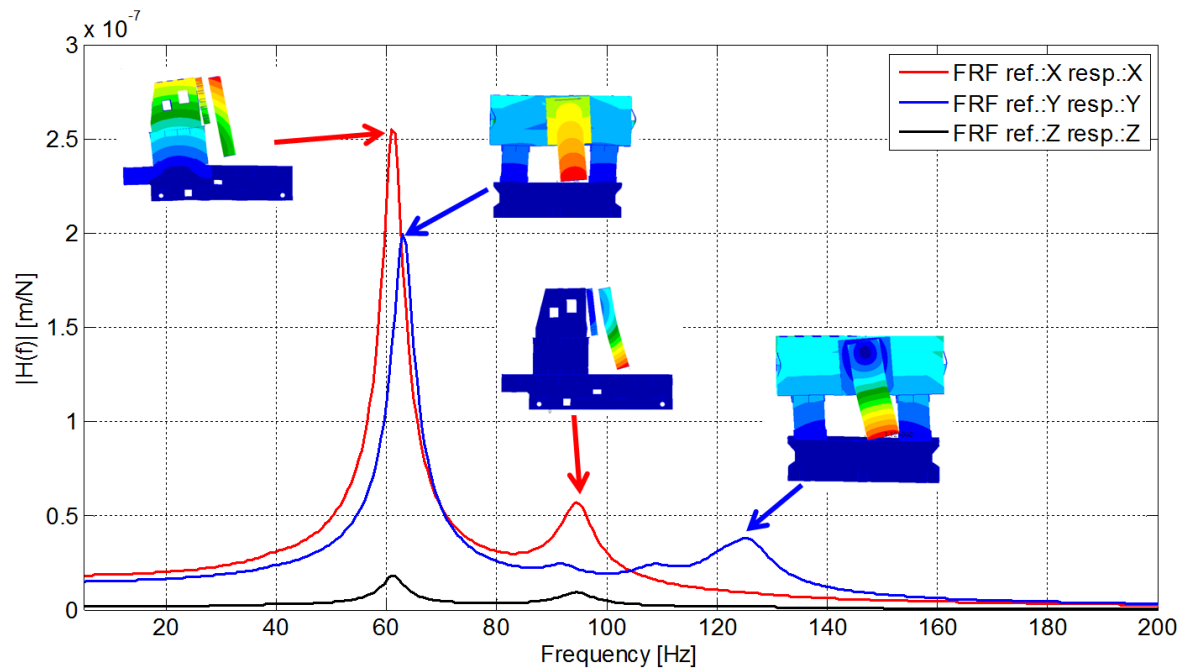 x 10^-7
3
2.5
2
1.5
1
0.5
0
|H(f)| [m/N]
FRF ref.:X resp.:X
FRF ref.:Y resp.:Y
FRF ref.:Z resp.:Z
20 40 60 80 100 120 140 160 180 200
Frequency [Hz]